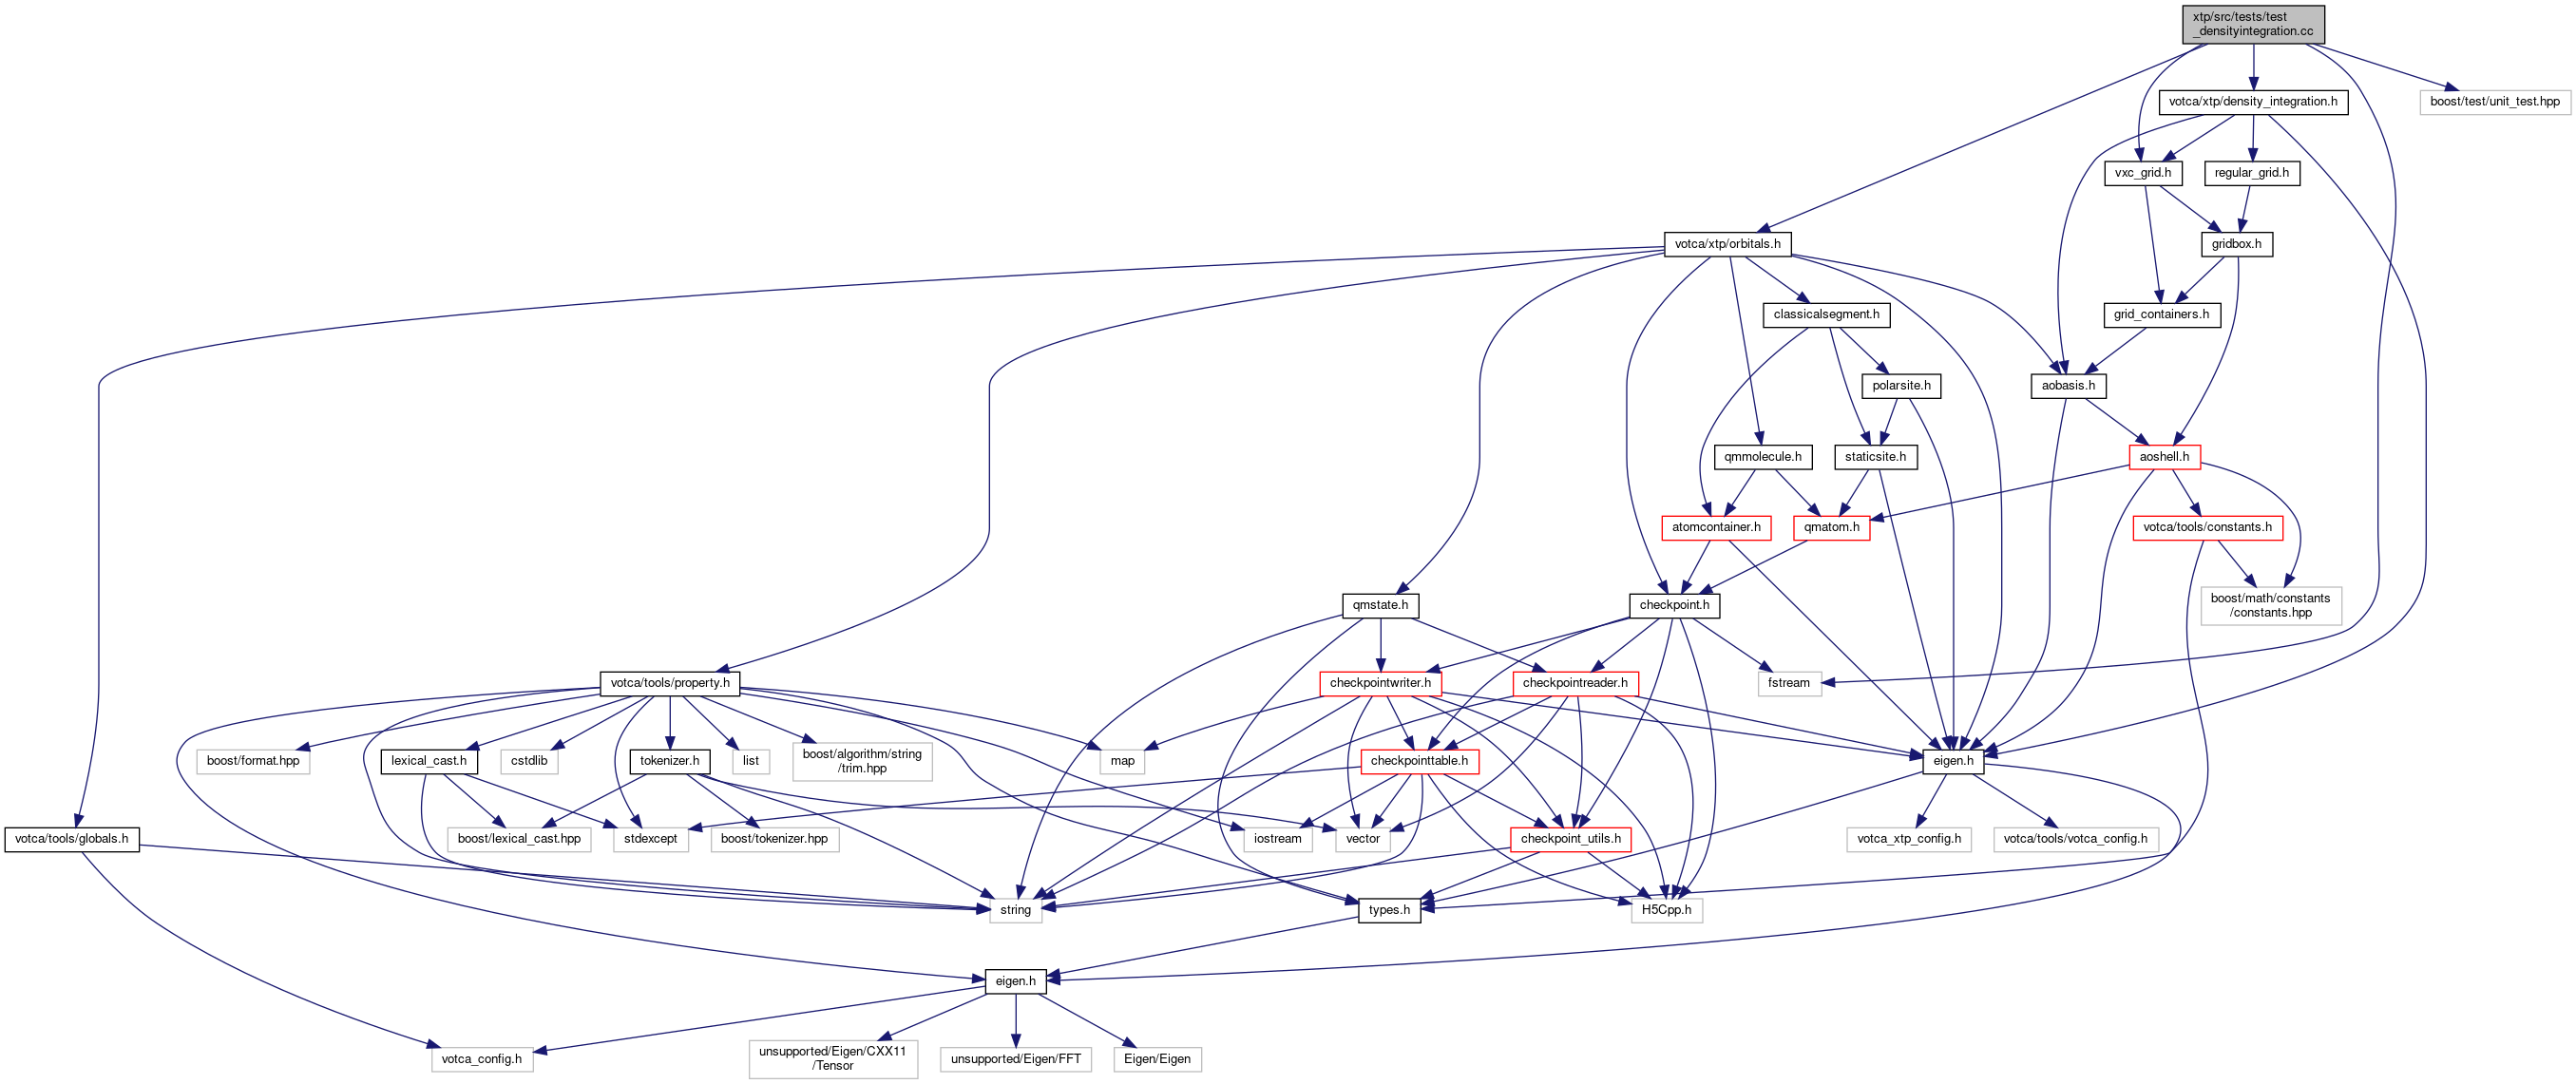 xtp/src/tests/test
_densityintegration.cc
votca/xtp/density_integration.h
boost/test/unit_test.hpp
vxc_grid.h
regular_grid.h
votca/xtp/orbitals.h
gridbox.h
classicalsegment.h
grid_containers.h
polarsite.h
aobasis.h
qmmolecule.h
staticsite.h
aoshell.h
atomcontainer.h
qmatom.h
votca/tools/constants.h
qmstate.h
checkpoint.h
boost/math/constants
/constants.hpp
votca/tools/property.h
checkpointwriter.h
checkpointreader.h
fstream
boost/format.hpp
lexical_cast.h
cstdlib
tokenizer.h
list
boost/algorithm/string
/trim.hpp
map
checkpointtable.h
eigen.h
votca/tools/globals.h
boost/lexical_cast.hpp
stdexcept
boost/tokenizer.hpp
iostream
vector
checkpoint_utils.h
votca_xtp_config.h
votca/tools/votca_config.h
string
types.h
H5Cpp.h
eigen.h
votca_config.h
unsupported/Eigen/CXX11
/Tensor
unsupported/Eigen/FFT
Eigen/Eigen